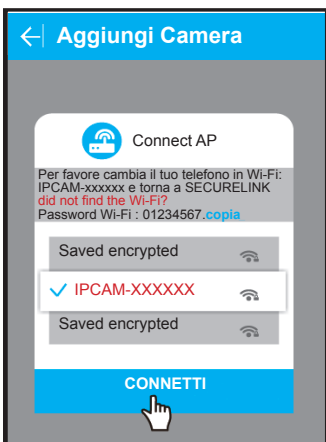 Aggiungi Camera
Connect AP
Per favore cambia il tuo telefono in Wi-Fi:
IPCAM-xxxxxx e torna a SECURELINK
did not find the Wi-Fi?
Password Wi-Fi : 01234567.copia
Saved encrypted
IPCAM-XXXXXX
Saved encrypted
CONNETTI